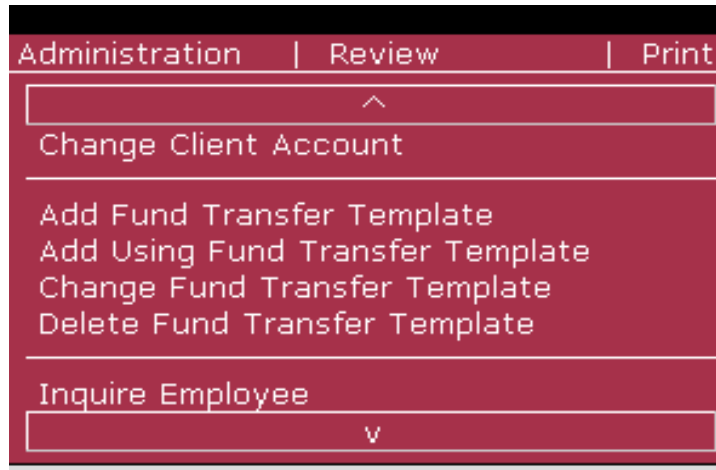 Administration | Review | Print
^
Change Client Account
Add Fund Transfer Template
Add Using Fund Transfer Template
Change Fund Transfer Template
Delete Fund Transfer Template
Inquire Employee
v